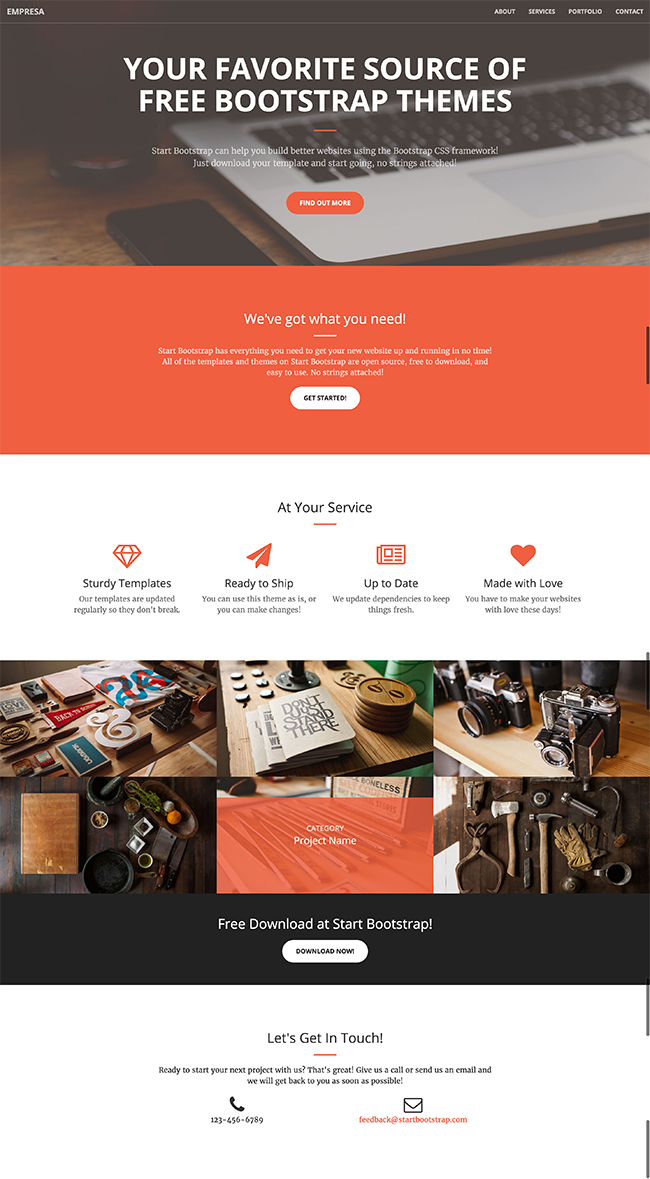 EMPRESA
ABOUT SERVICES PORTFOLIO CONTACT
YOUR FAVORITE SOURCE OF
FREE BOOTSTRAP THEMES
Start Bootstrap can help you build better websites using the Bootstrap CSS framework!
Just download your template and start going, no strings attached!
FIND OUT MORE
We've got what you need!
Start Bootstrap has everything you need to get your new website up and running in no time!
All of the templates and themes on Start Bootstrap are open source, free to download, and
easy to use. No strings attached!
GET STARTED!
At Your Service
Sturdy Templates
Our templates are updated
regularly so they don't break.
Ready to Ship
You can use this theme as is, or
you can make changes!
Up to Date
We update dependencies to keep
things fresh.
Made with Love
You have to make your websites
with love these days!
BACK TO SCHOOL
&
DON'T
JUST
STAND
THERE
BONELESS
CATEGORY
Project Name
Free Download at Start Bootstrap!
DOWNLOAD NOW!
Let's Get In Touch!
Ready to start your next project with us? That's great! Give us a call or send us an email and
we will get back to you as soon as possible!
123-456-6789
feedback@startbootstrap.com